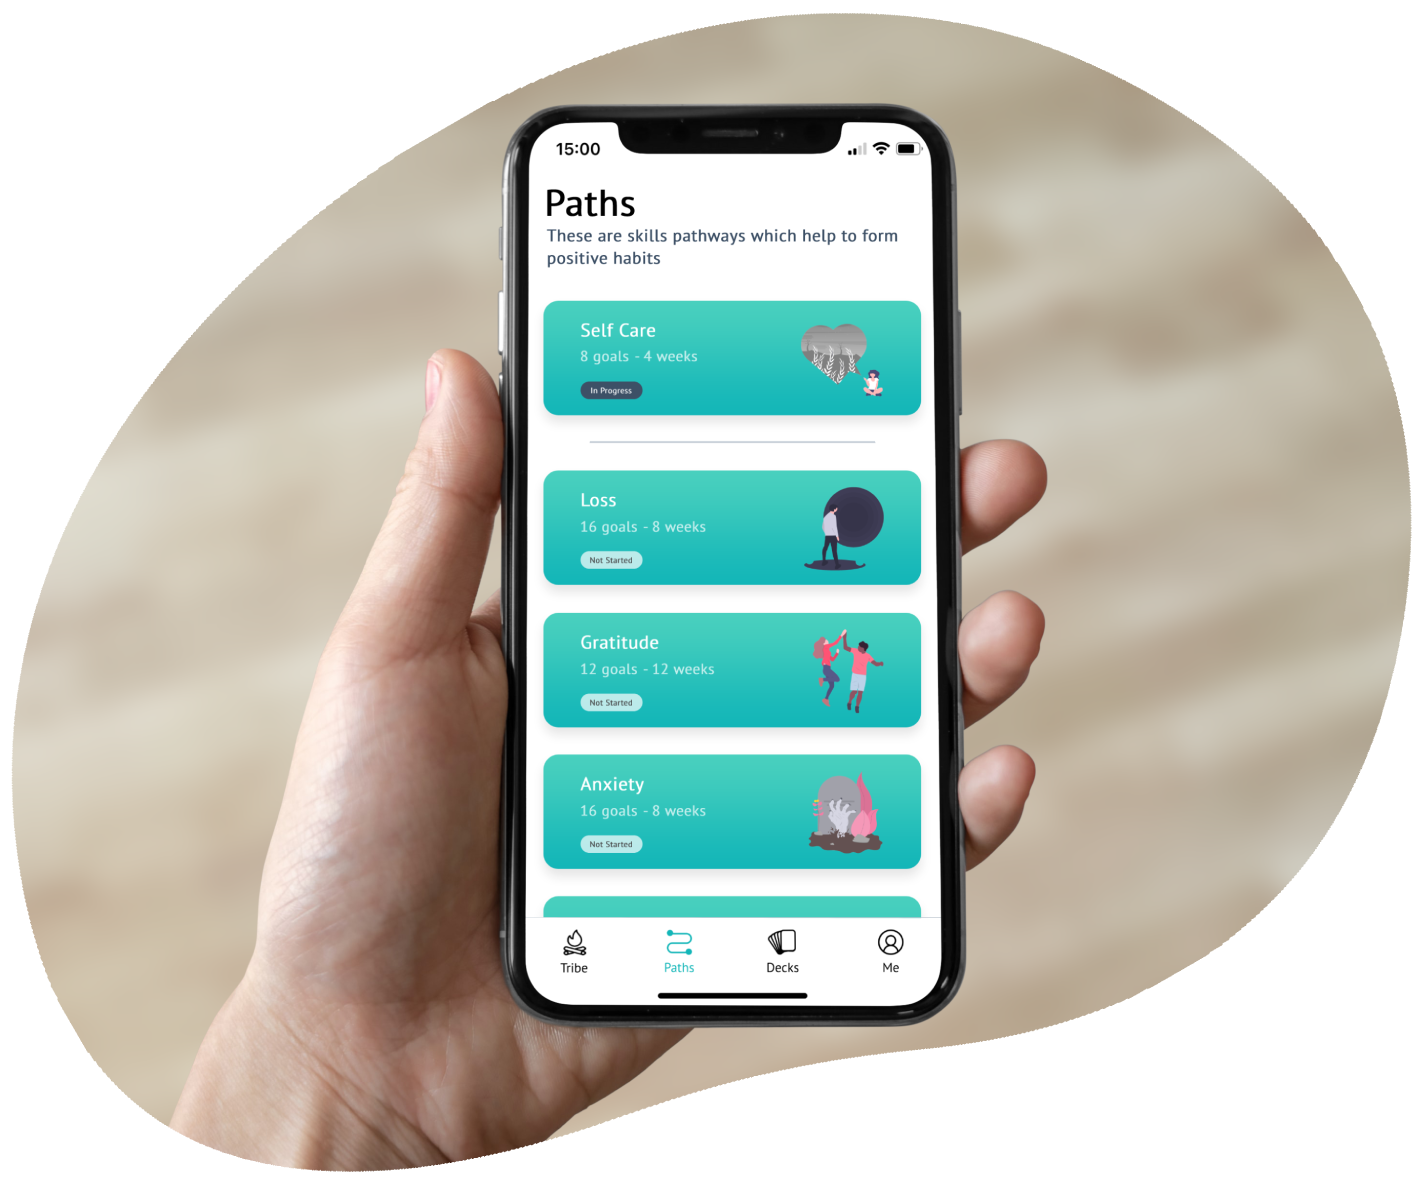 15:00
Paths
These are skills pathways which help to form
positive habits
Self Care
8 goals - 4 weeks
In Progress
Loss
16 goals - 8 weeks
Not Started
Gratitude
12 goals - 12 weeks
Not Started
Anxiety
16 goals - 8 weeks
Not Started
Tribe Paths Decks Me